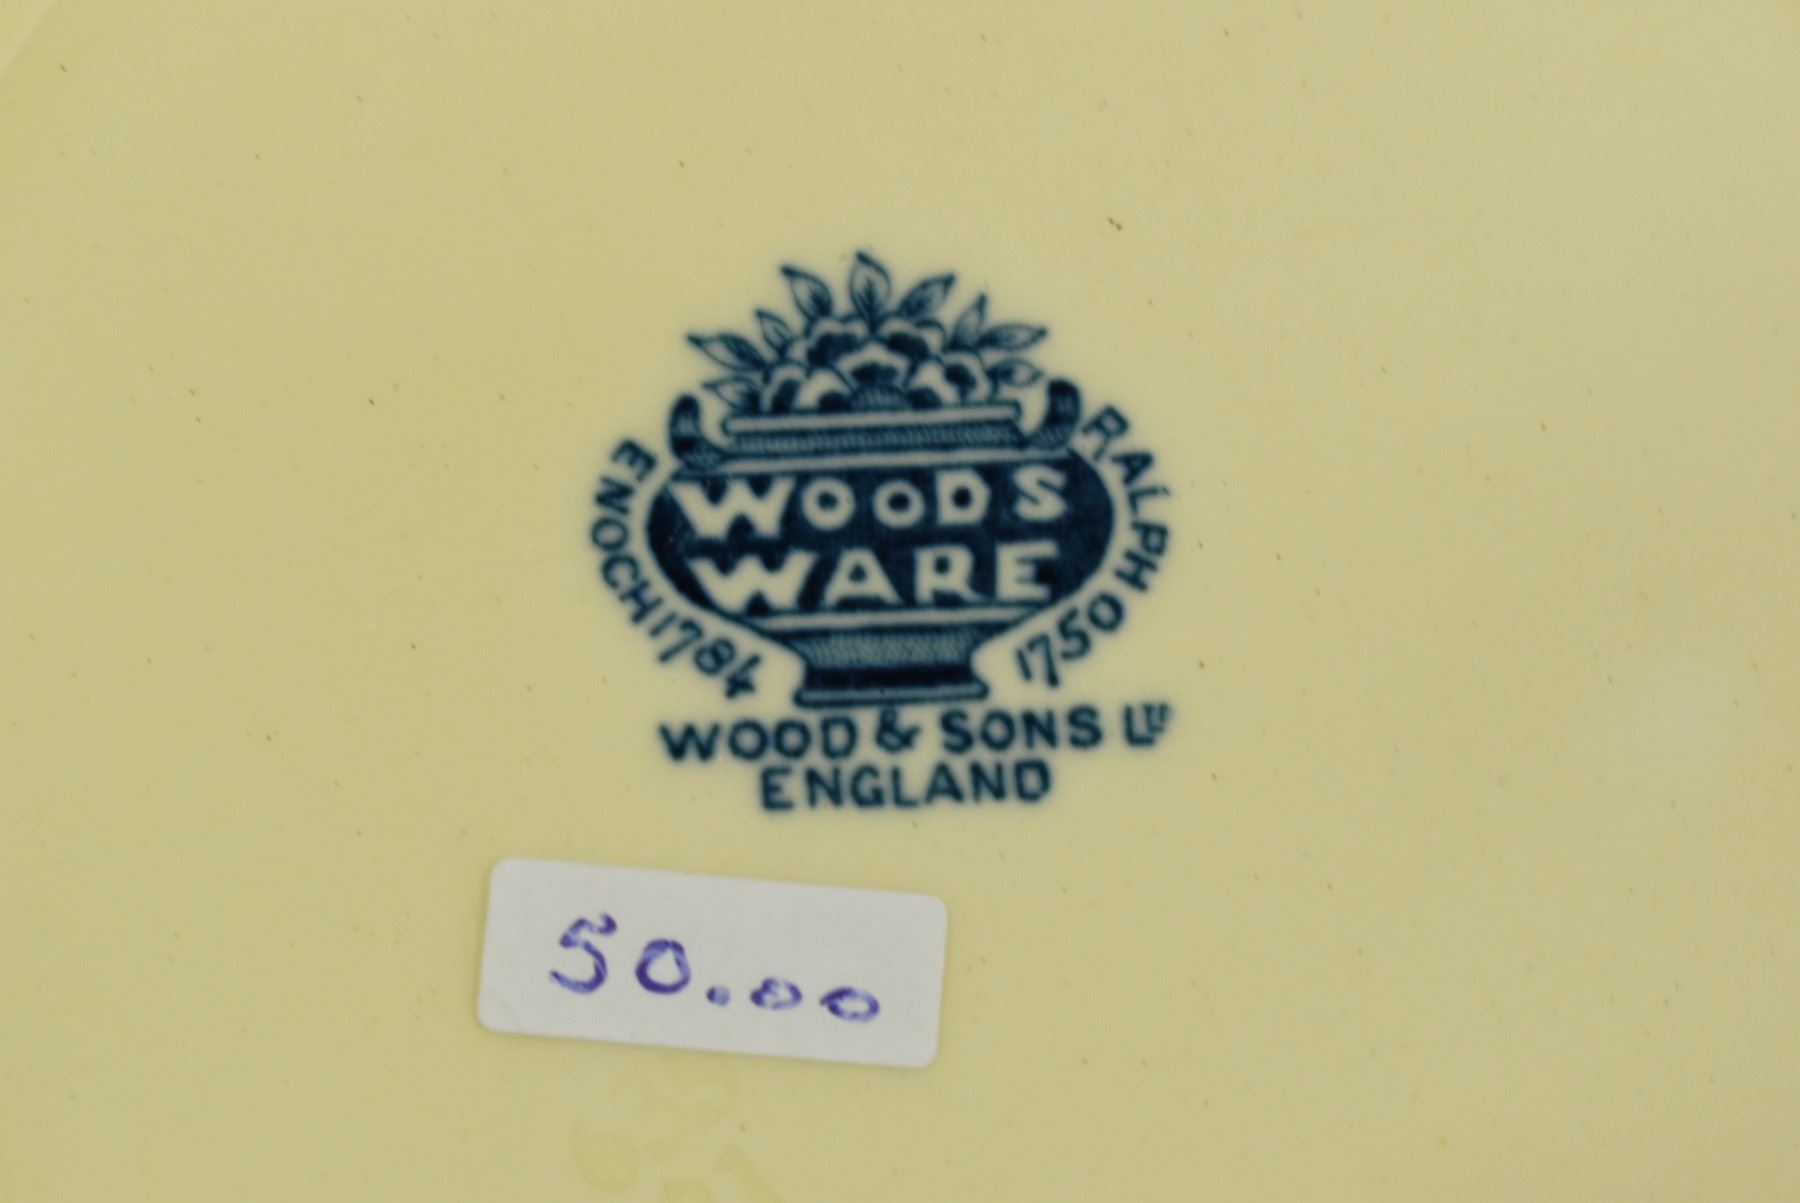 WOODS
WARE
ENOCH 1784
RALPH 1750
WOOD & SONS LTD
ENGLAND
50.00